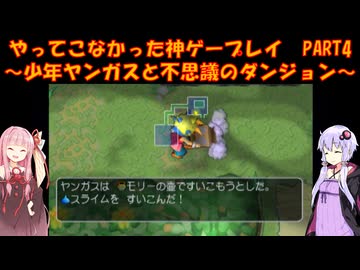 やってこなかった神ゲープレイ PART4
～少年ヤンガスと不思議のダンジョン～
ヤンガスは モリーの壷ですいこもうとした。
スライムを すいこんだ！